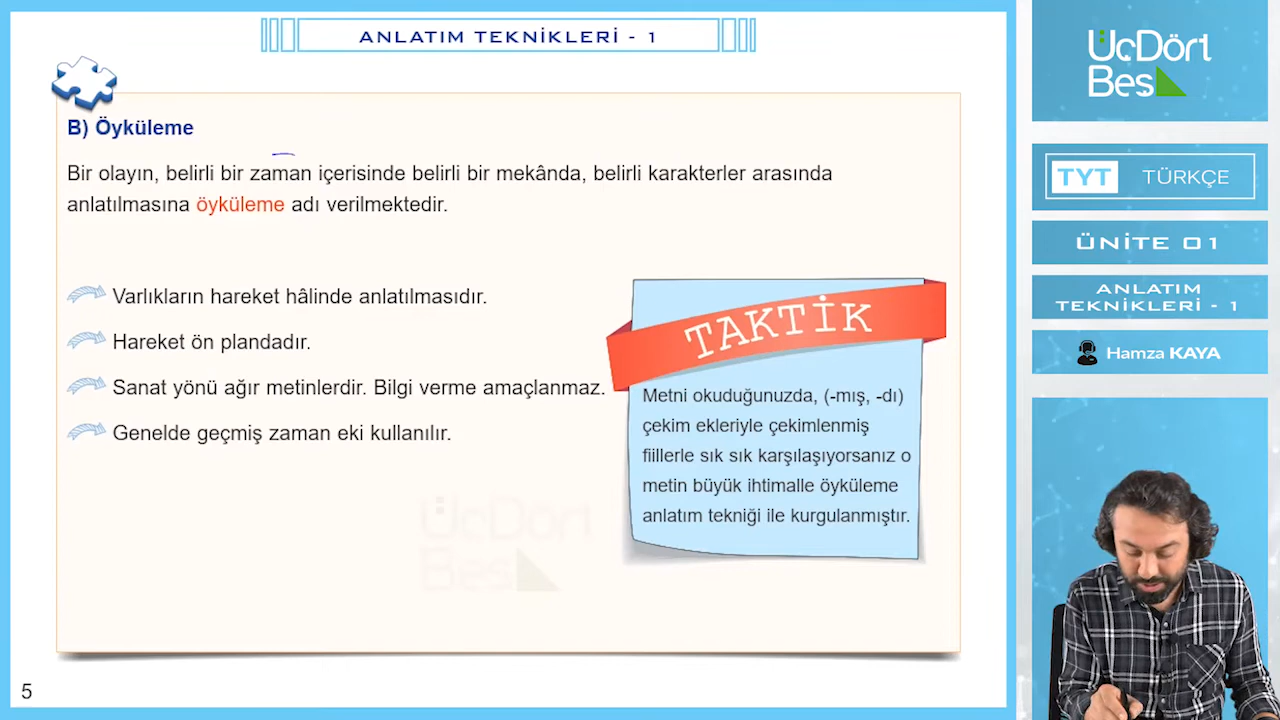 ANLATIM TEKNİKLERİ - 1
B) Öyküleme
Bir olayın, belirli bir zaman içerisinde belirli bir mekânda, belirli karakterler arasında
anlatılmasına öyküleme adı verilmektedir.
Varlıkların hareket hâlinde anlatılmasıdır.
Hareket ön plandadır.
Sanat yönü ağır metinlerdir. Bilgi verme amaçlanmaz.
Genelde geçmiş zaman eki kullanılır.
TAKTİK
Metni okuduğunuzda, (-mış, -dı)
çekim ekleriyle çekimlenmiş
fiillerle sık sık karşılaşıyorsanız o
metin büyük ihtimalle öyküleme
anlatım tekniği ile kurgulanmıştır.
ÜçDört
Beş
5
ÜçDört
Beş
TYT TÜRKÇE
ÜNİTE 01
ANLATIM
TEKNİKLERİ - 1
Hamza KAYA